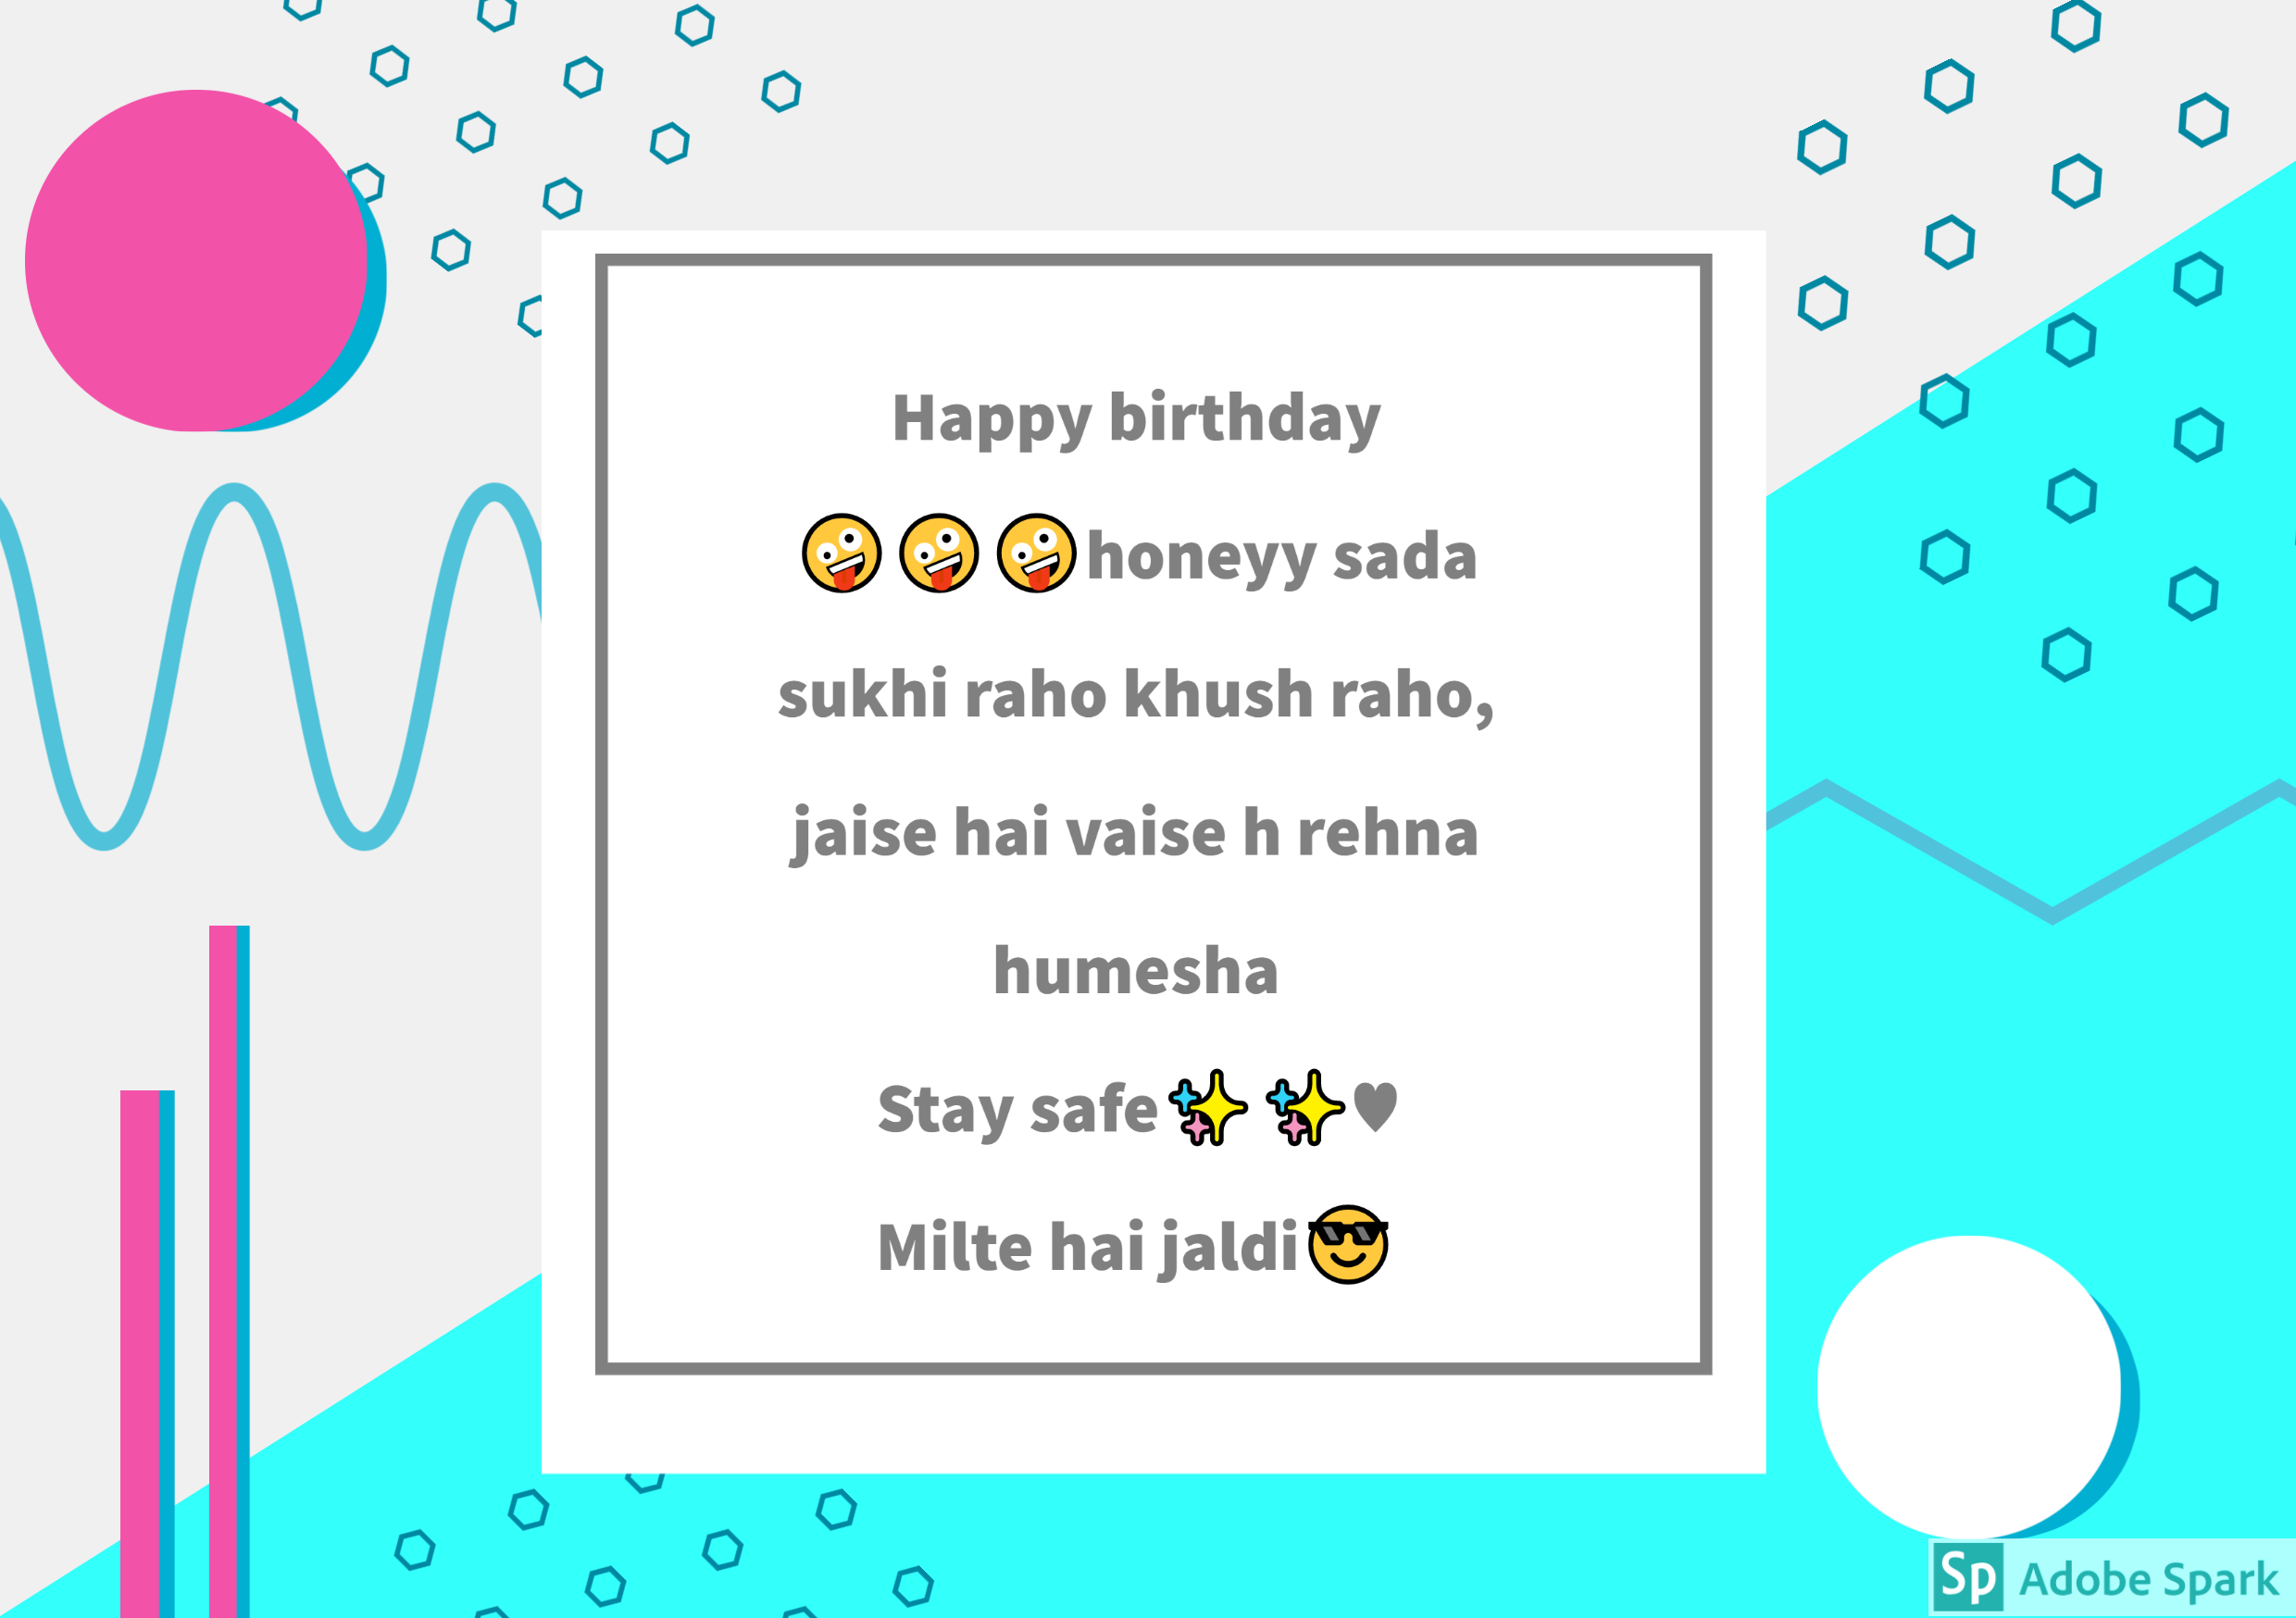 Happy birthday
🤪🤪🤪honeyy sada
sukhi raho khush raho,
jaise hai vaise h rehna
humesha
Stay safe✨✨♥
Milte hai jaldi😎
Sp Adobe Spark